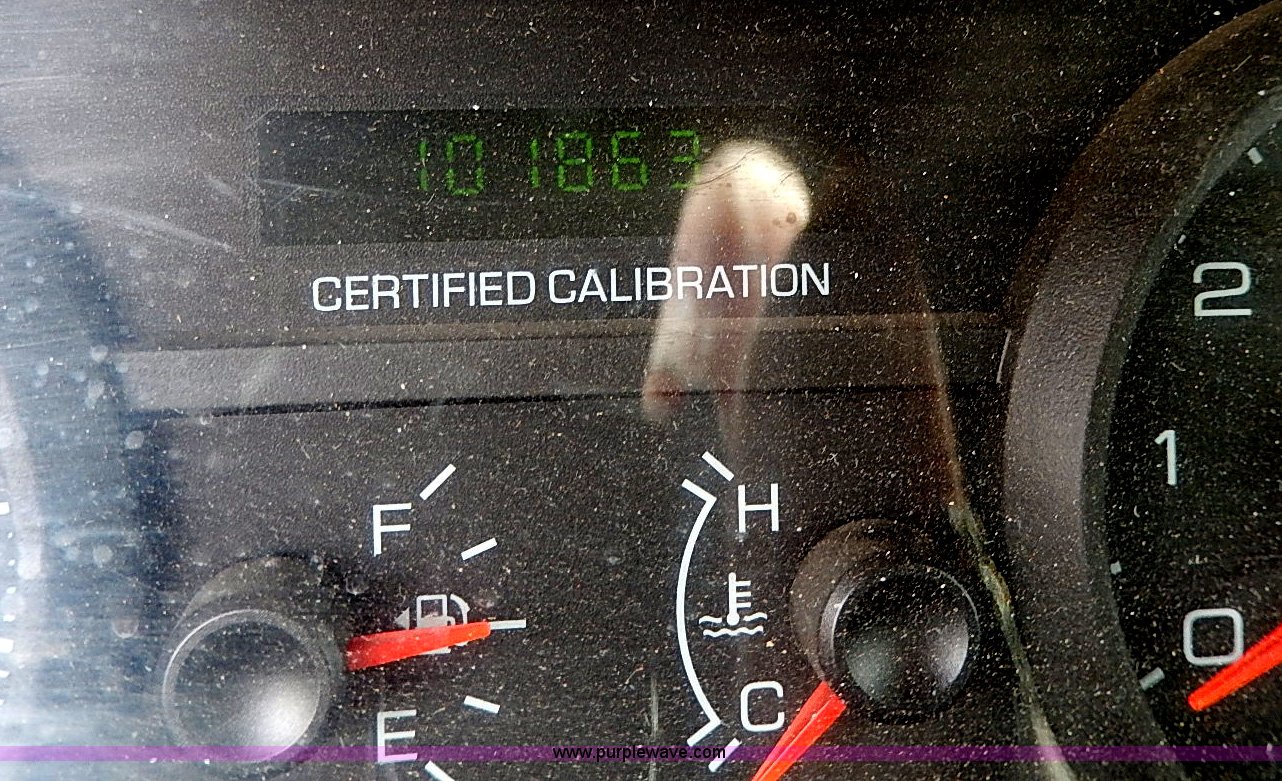 101863
CERTIFIED CALIBRATION
2
F
H
1
0
C
E
www.purplewave.com